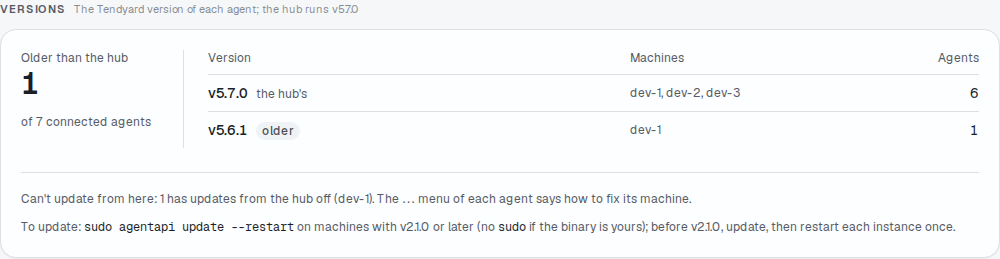 VERSIONS The Tendyard version of each agent; the hub runs v5.7.0
Older than the hub
1
of 7 connected agents
Version Machines Agents
v5.7.0 the hub's dev-1, dev-2, dev-3 6
v5.6.1 older dev-1 1
Can't update from here: 1 has updates from the hub off (dev-1). The ... menu of each agent says how to fix its machine.
To update: sudo agentapi update --restart on machines with v2.1.0 or later (no sudo if the binary is yours); before v2.1.0, update, then restart each instance once.